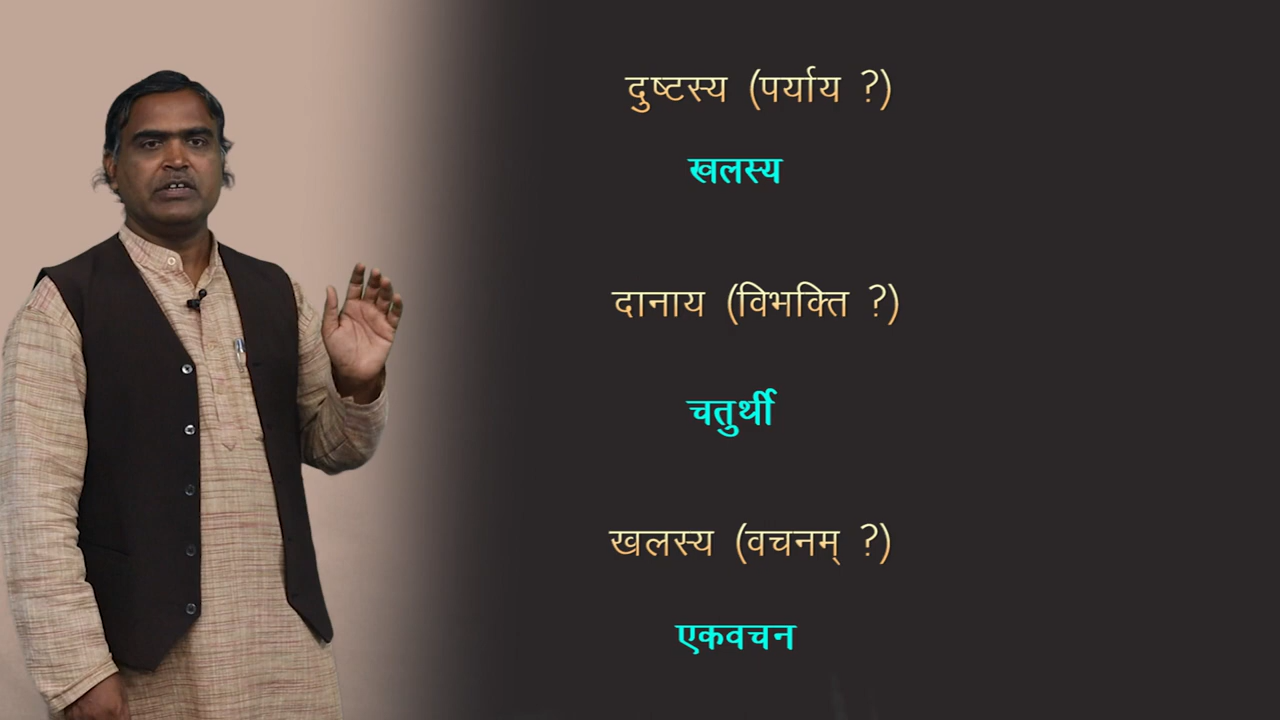 दुष्टस्य (पर्याय ?)
खलस्य
दानाय (विभक्ति ?)
चतुर्थी
खलस्य (वचनम् ?)
एकवचन